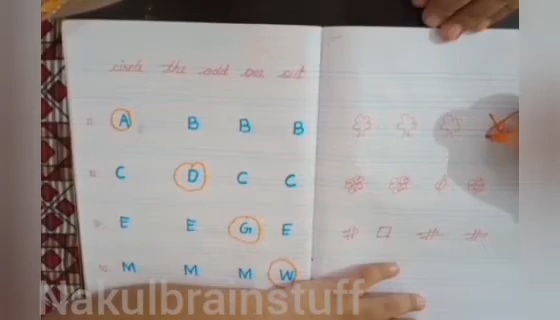 circle the odd one out
A B B B
C D C C
E E G E
M M M W
Nakulbrainstuff